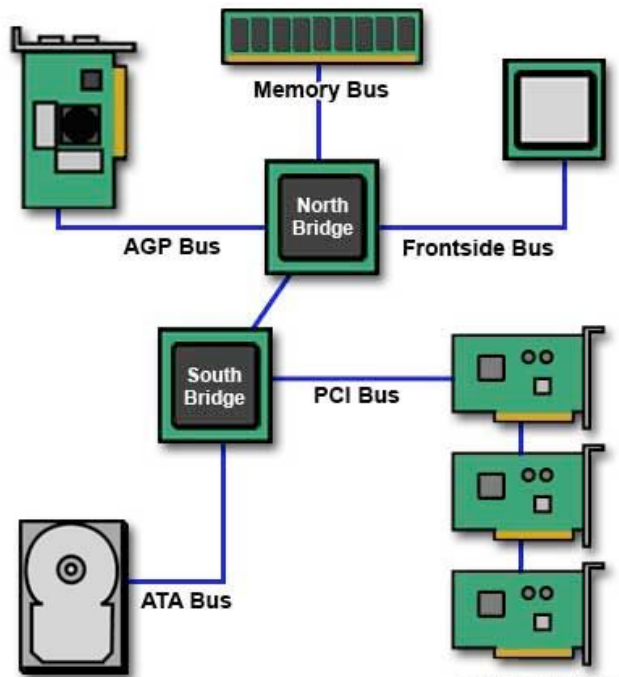 Memory Bus
North
Bridge
AGP Bus
Frontside Bus
South
Bridge
PCI Bus
ATA Bus